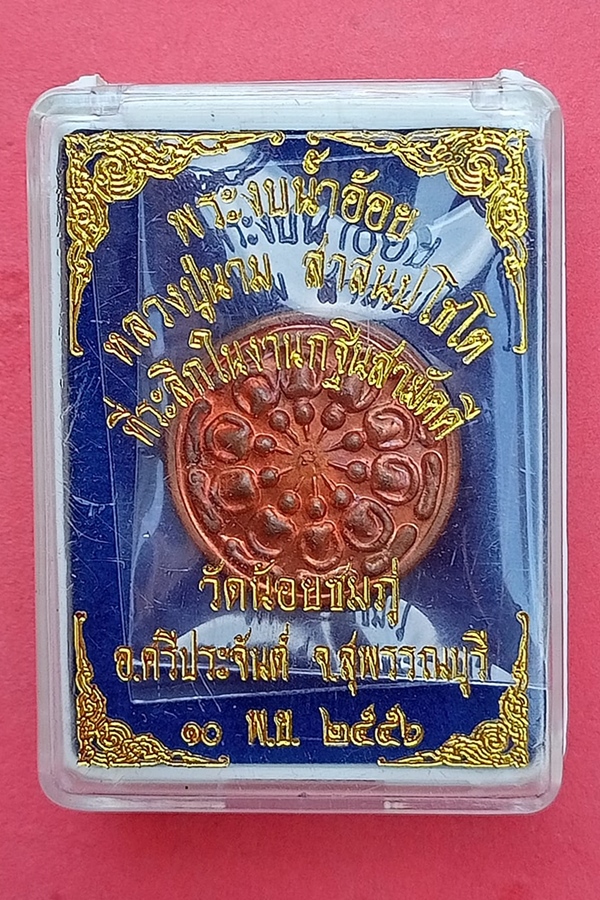 พระงบน้ำอ้อย
หลวงปู่นาม สาสนปโชโต
ที่ระลึกในงานกฐินสามัคคี
วัดน้อยชมภู่
อ.ศรีประจันต์ จ.สุพรรณบุรี
๑๐ พ.ย. ๒๕๕๖